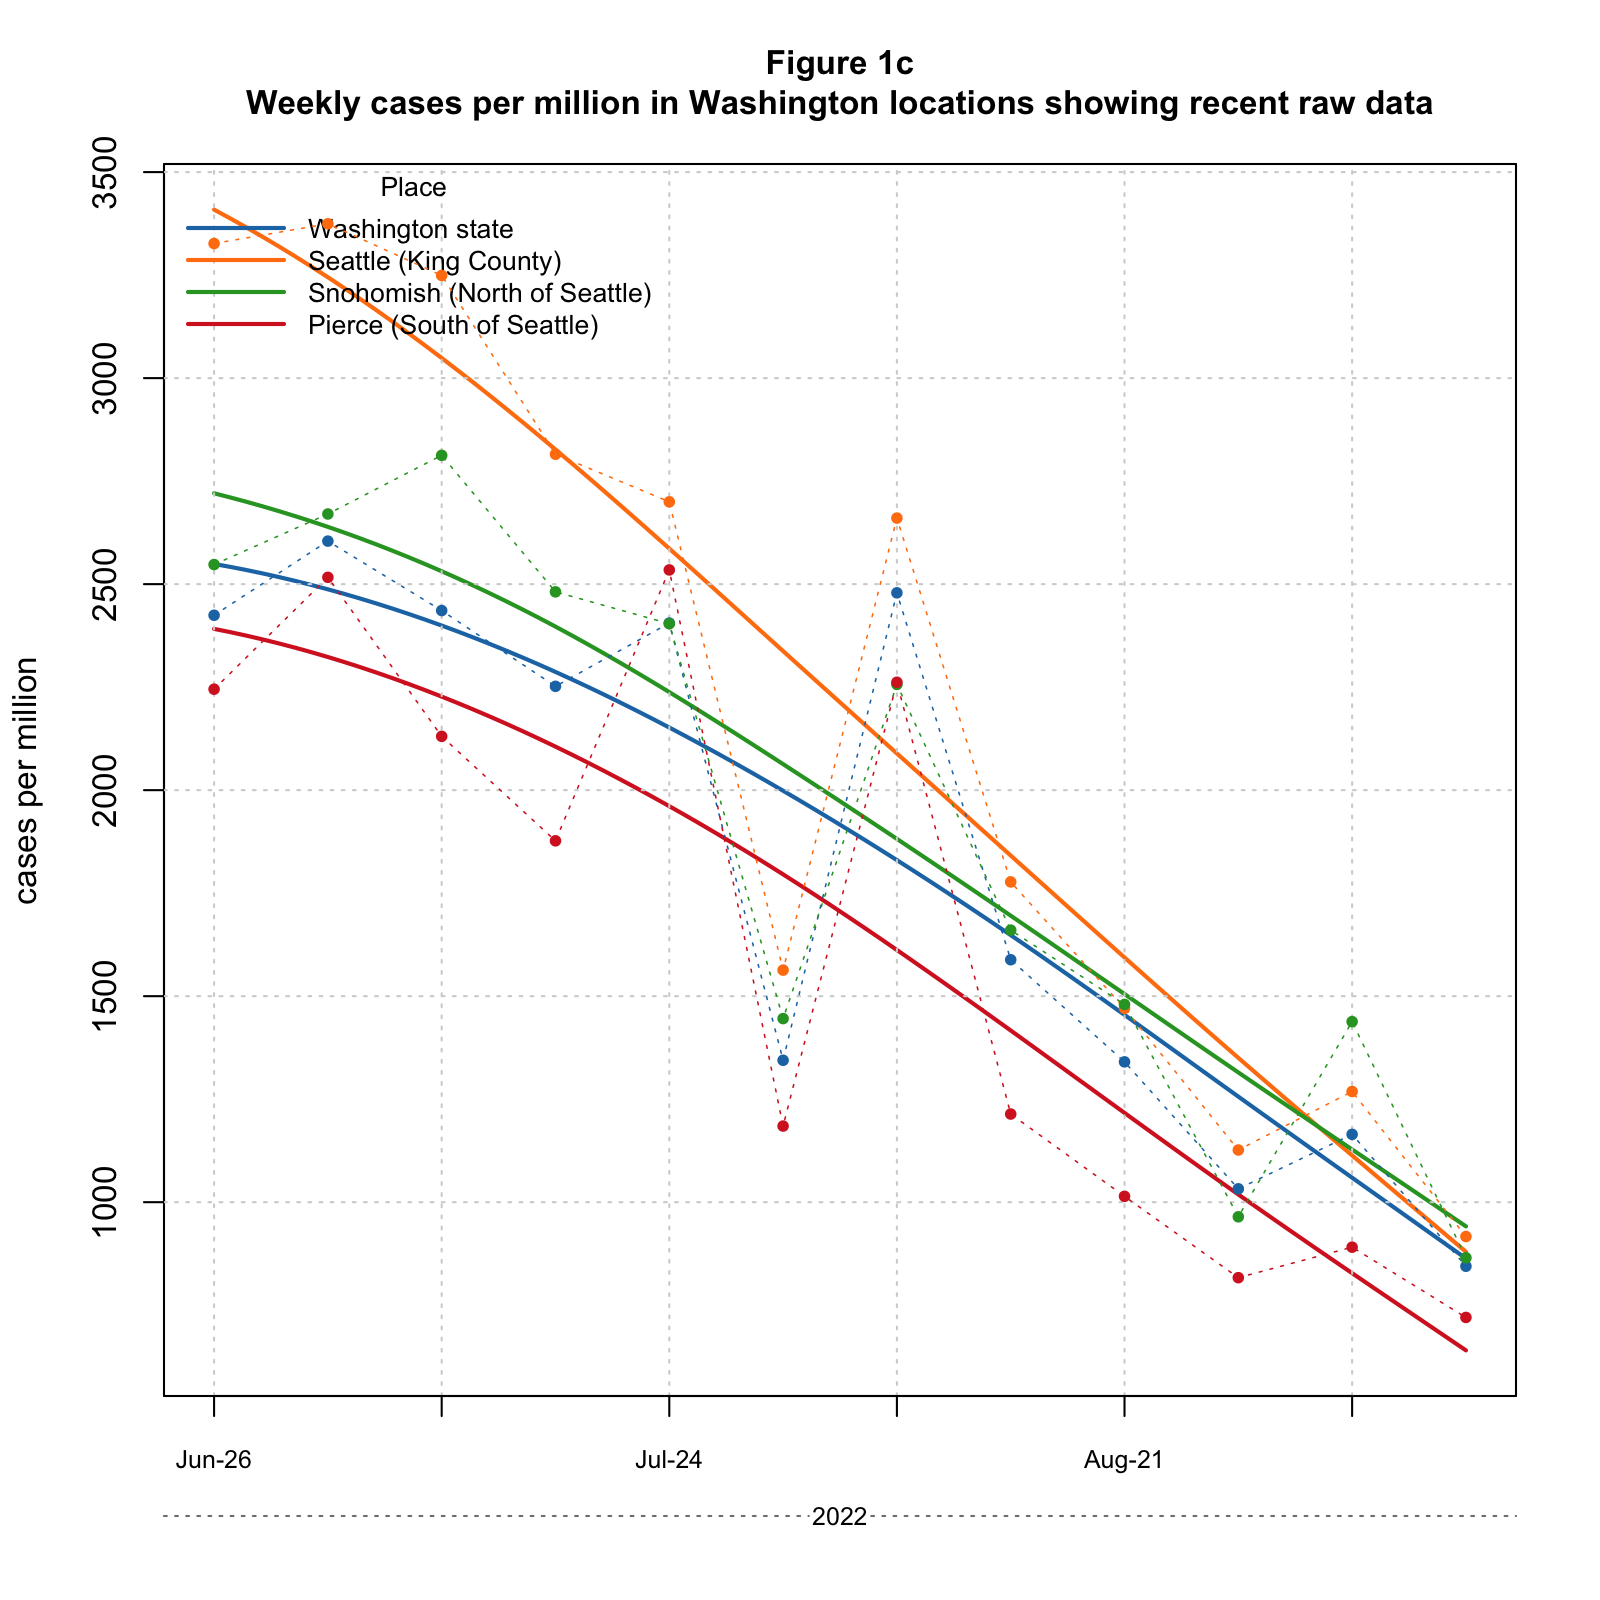 Figure 1c
Weekly cases per million in Washington locations showing recent raw data
Place
Washington state
Seattle (King County)
Snohomish (North of Seattle)
Pierce (South of Seattle)
cases per million
3500
3000
2500
2000
1500
1000
Jun-26
Jul-24
Aug-21
2022